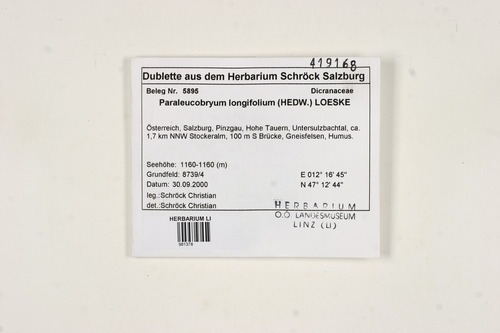 419168
Dublette aus dem Herbarium Schröck Salzburg
Beleg Nr. 5895 Dicranaceae
Paraleucobryum longifolium (HEDW.) LOESKE
Österreich, Salzburg, Pinzgau, Hohe Tauern, Untersulzbachtal, ca.
1,7 km NNW Stockeralm, 100 m S Brücke, Gneisfelsen, Humus.
Seehöhe: 1160-1160 (m)
Grundfeld: 8739/4 E 012° 16' 45"
Datum: 30.09.2000 N 47° 12' 44"
leg.:Schröck Christian
det.:Schröck Christian
HERBARIUM
O.Ö. LANDESMUSEUM
LINZ (LI)
HERBARIUM LI
501378